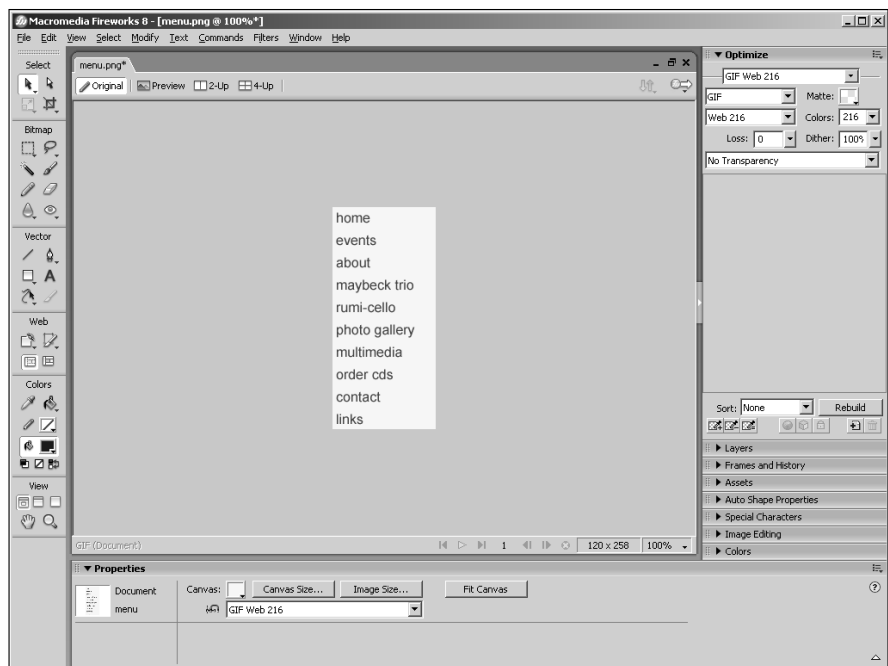 Macromedia Fireworks 8 - [menu.png @ 100%*]
File Edit View Select Modify Text Commands Filters Window Help
Select
Bitmap
Vector
A
Web
Colors
View
menu.png*
Original Preview 2-Up 4-Up
home
events
about
maybeck trio
rumi-cello
photo gallery
multimedia
order cds
contact
links
GIF (Document) 1 120 x 258 100%
Optimize
GIF Web 216
GIF Matte:
Web 216 Colors: 216
Loss: 0 Dither: 100%
No Transparency
Sort: None Rebuild
Layers
Frames and History
Assets
Auto Shape Properties
Special Characters
Image Editing
Colors
Properties
Document Canvas: Canvas Size... Image Size... Fit Canvas
menu GIF Web 216
?